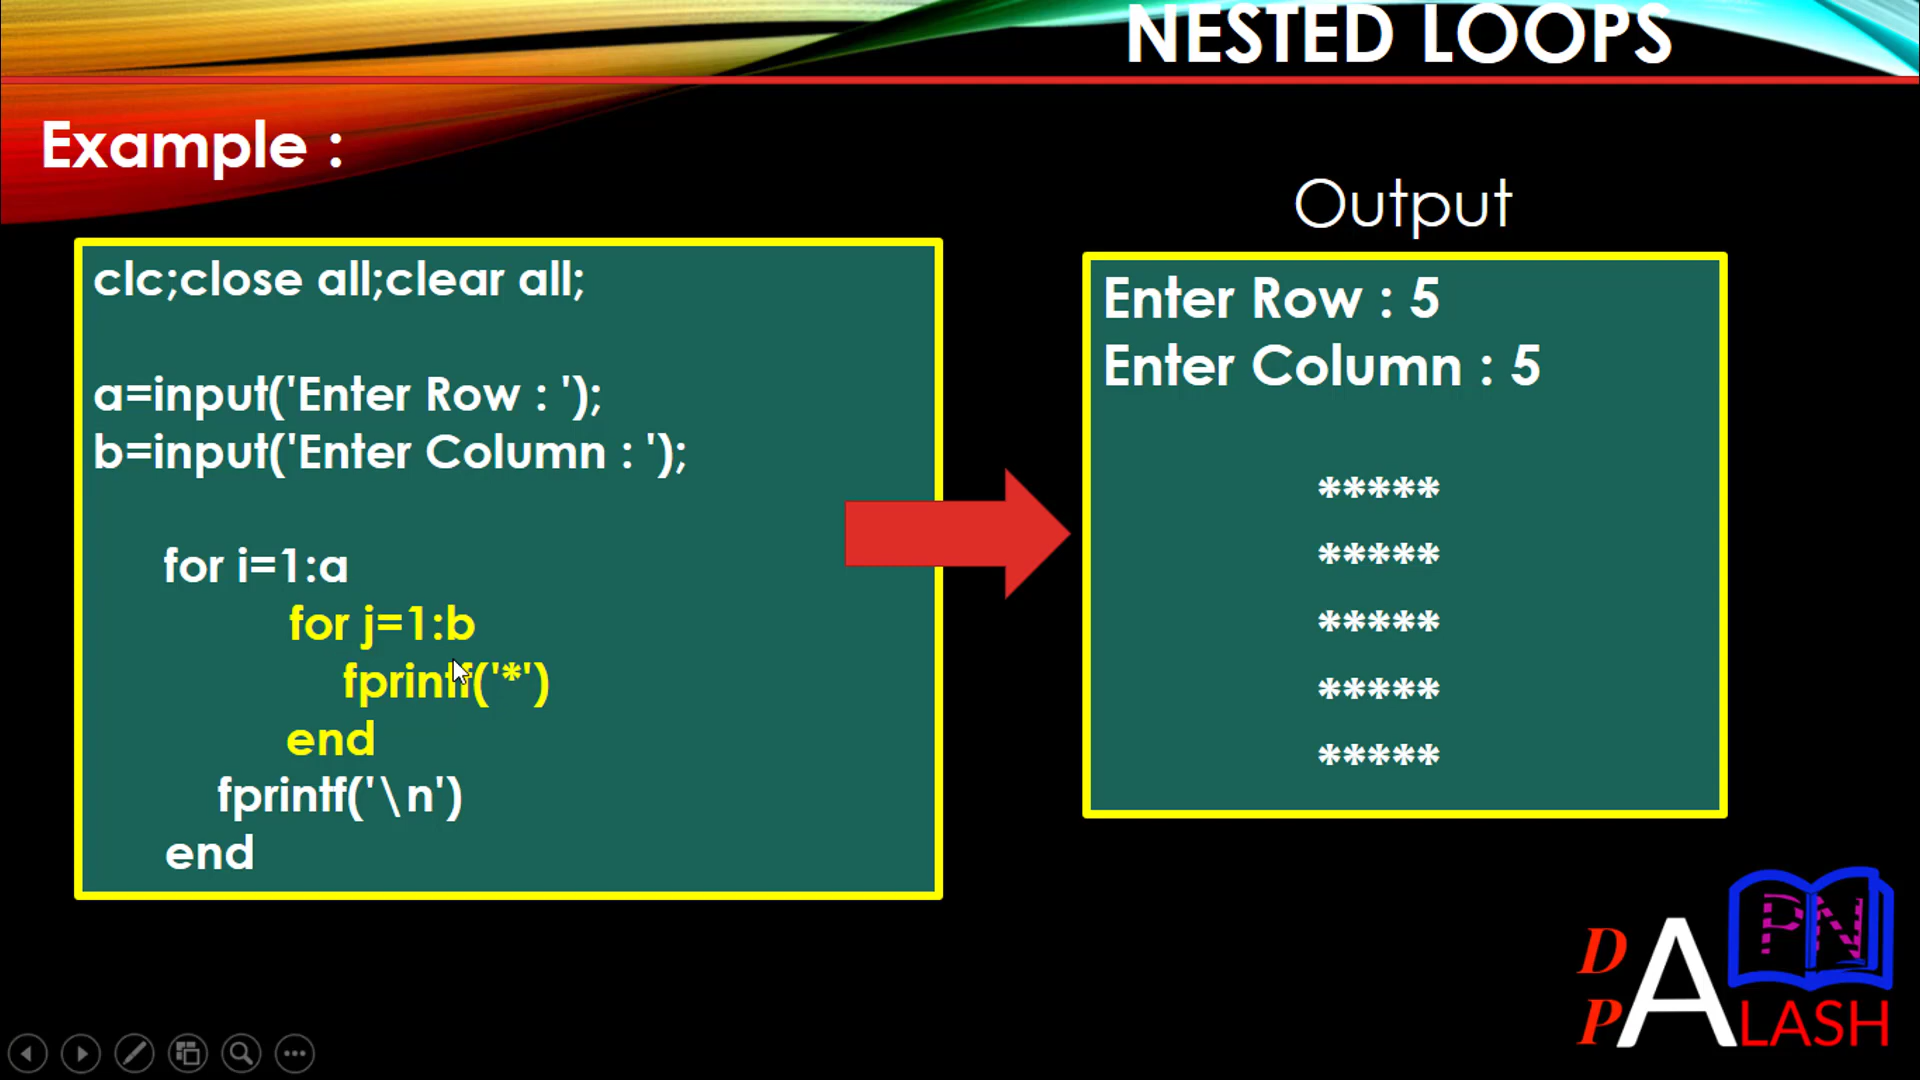 NESTED LOOPS
Example :
clc;close all;clear all;
a=input('Enter Row : ');
b=input('Enter Column : ');
for i=1:a
for j=1:b
fprintf('*')
end
fprintf('\n')
end
Output
Enter Row : 5
Enter Column : 5
*****
*****
*****
*****
*****
PN
D
P
ALASH